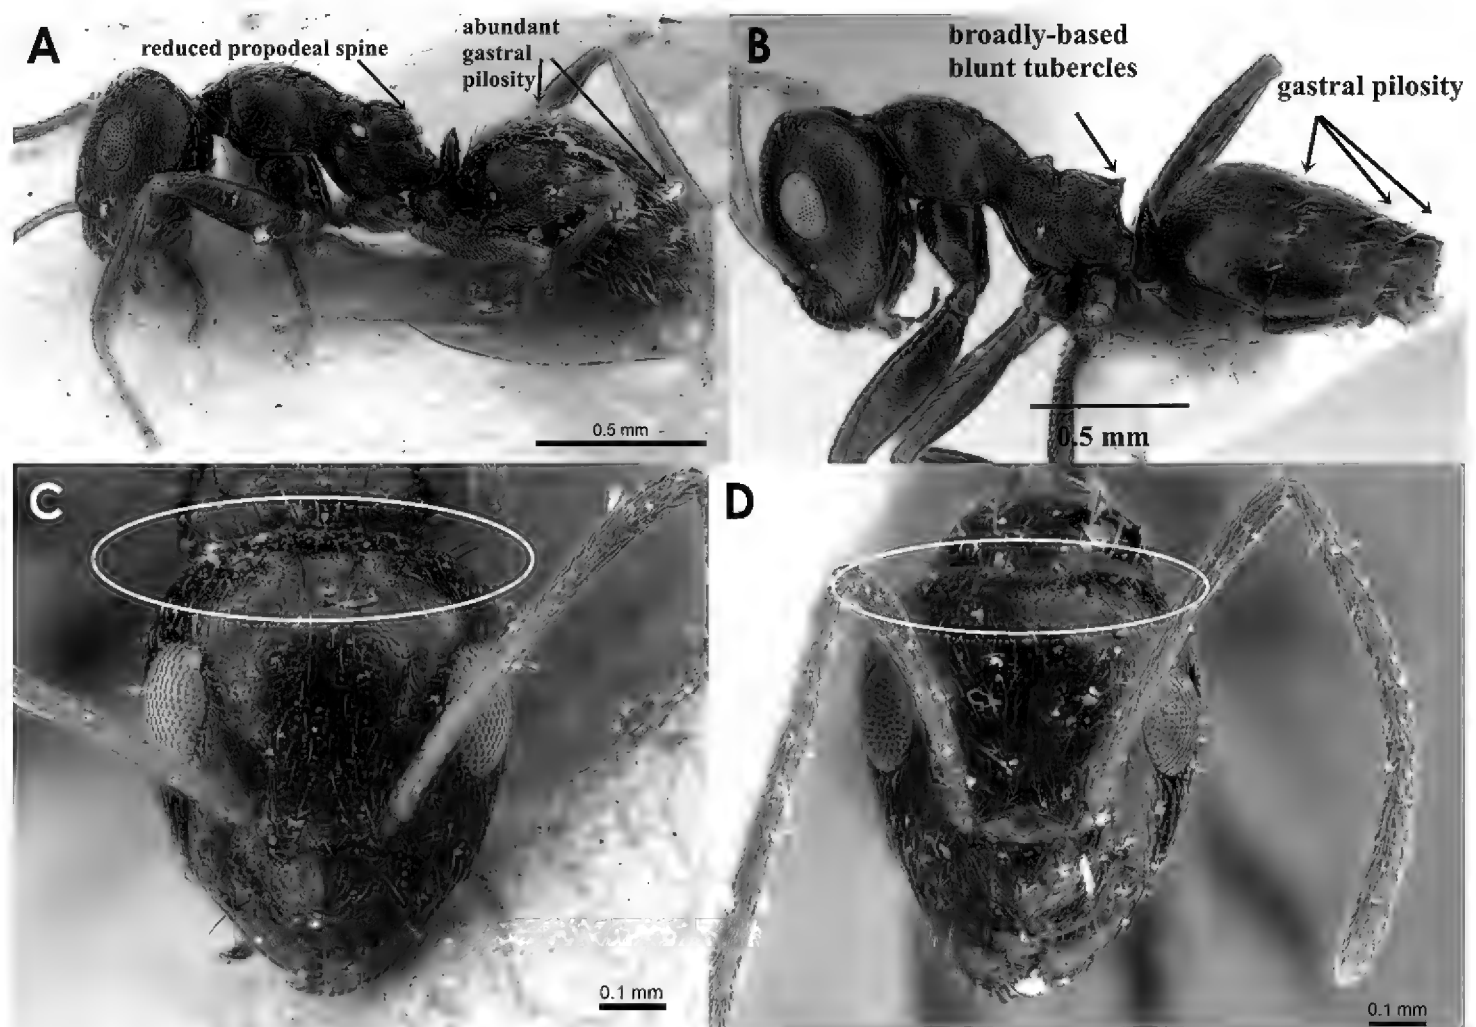 A
reduced propodeal spine
abundant
gastral
pilosity
0.5 mm
B
broadly-based
blunt tubercles
gastral pilosity
0.5 mm
C
0.1 mm
D
0.1 mm